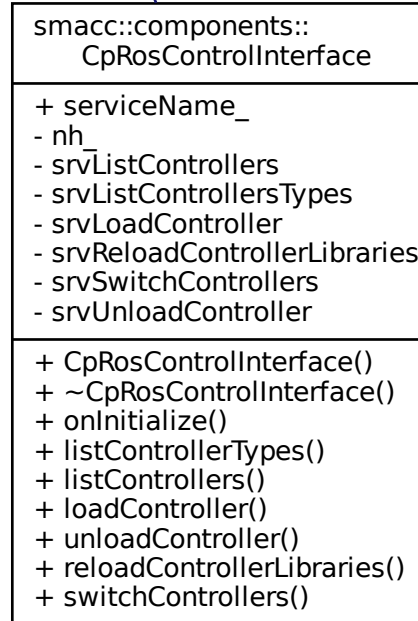 smacc::components::
CpRosControlInterface
+ serviceName_
- nh_
- srvListControllers
- srvListControllersTypes
- srvLoadController
- srvReloadControllerLibraries
- srvSwitchControllers
- srvUnloadController
+ CpRosControlInterface()
+ ~CpRosControlInterface()
+ onInitialize()
+ listControllerTypes()
+ listControllers()
+ loadController()
+ unloadController()
+ reloadControllerLibraries()
+ switchControllers()